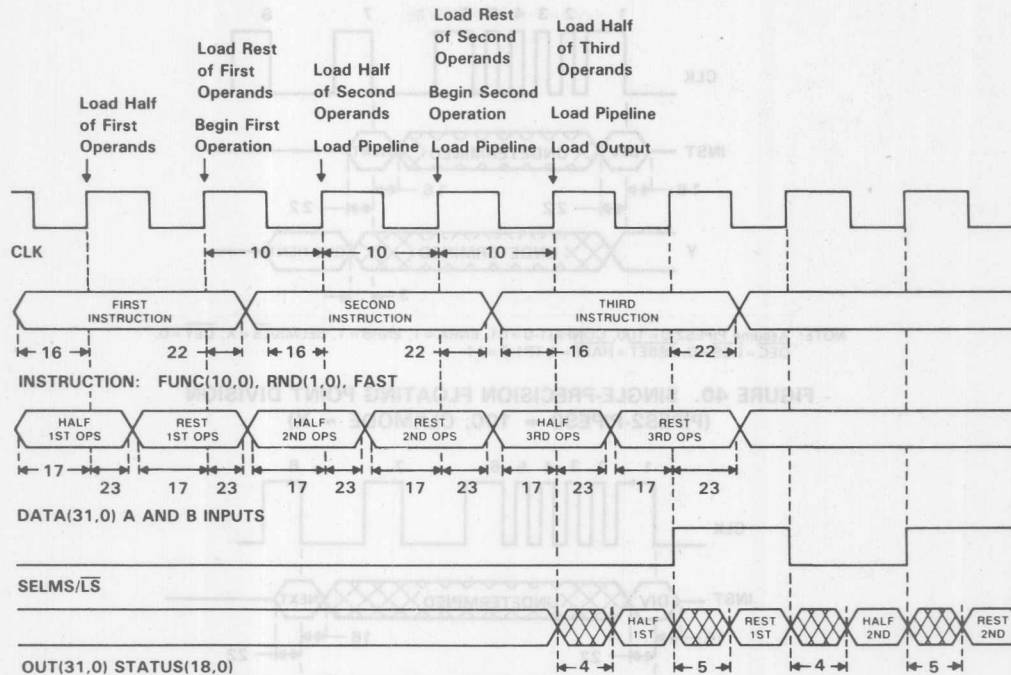 Load Half
of First
Operands
Load Rest
of First
Operands
Begin First
Operation
Load Half
of Second
Operands
Load Pipeline
Load Rest
of Second
Operands
Begin Second
Operation
Load Pipeline
Load Half
of Third
Operands
Load Pipeline
Load Output
CLK
10 10 10
FIRST
INSTRUCTION
SECOND
INSTRUCTION
THIRD
INSTRUCTION
16 22 16 22 16 22
INSTRUCTION: FUNC(10,0), RND(1,0), FAST
HALF
1ST OPS
REST
1ST OPS
HALF
2ND OPS
REST
2ND OPS
HALF
3RD OPS
REST
3RD OPS
17 23 17 23 17 23 17 23 17 23 17 23
DATA(31,0) A AND B INPUTS
SELMS/LS
HALF
1ST
REST
1ST
HALF
2ND
REST
2ND
4 5 4 5
OUT(31,0) STATUS(18,0)